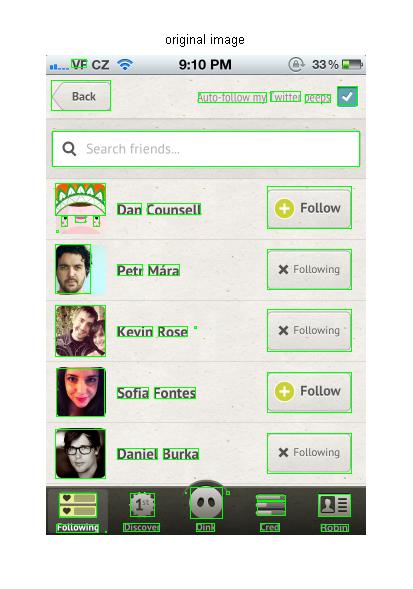 original image
VF CZ 9:10 PM 33%
Back Auto-follow my Twitter peeps
Search friends...
Dan Counsell Follow
Petr Mára Following
Kevin Rose Following
Sofia Fontes Follow
Daniel Burka Following
1st
Following Discover Oink Cred Robin